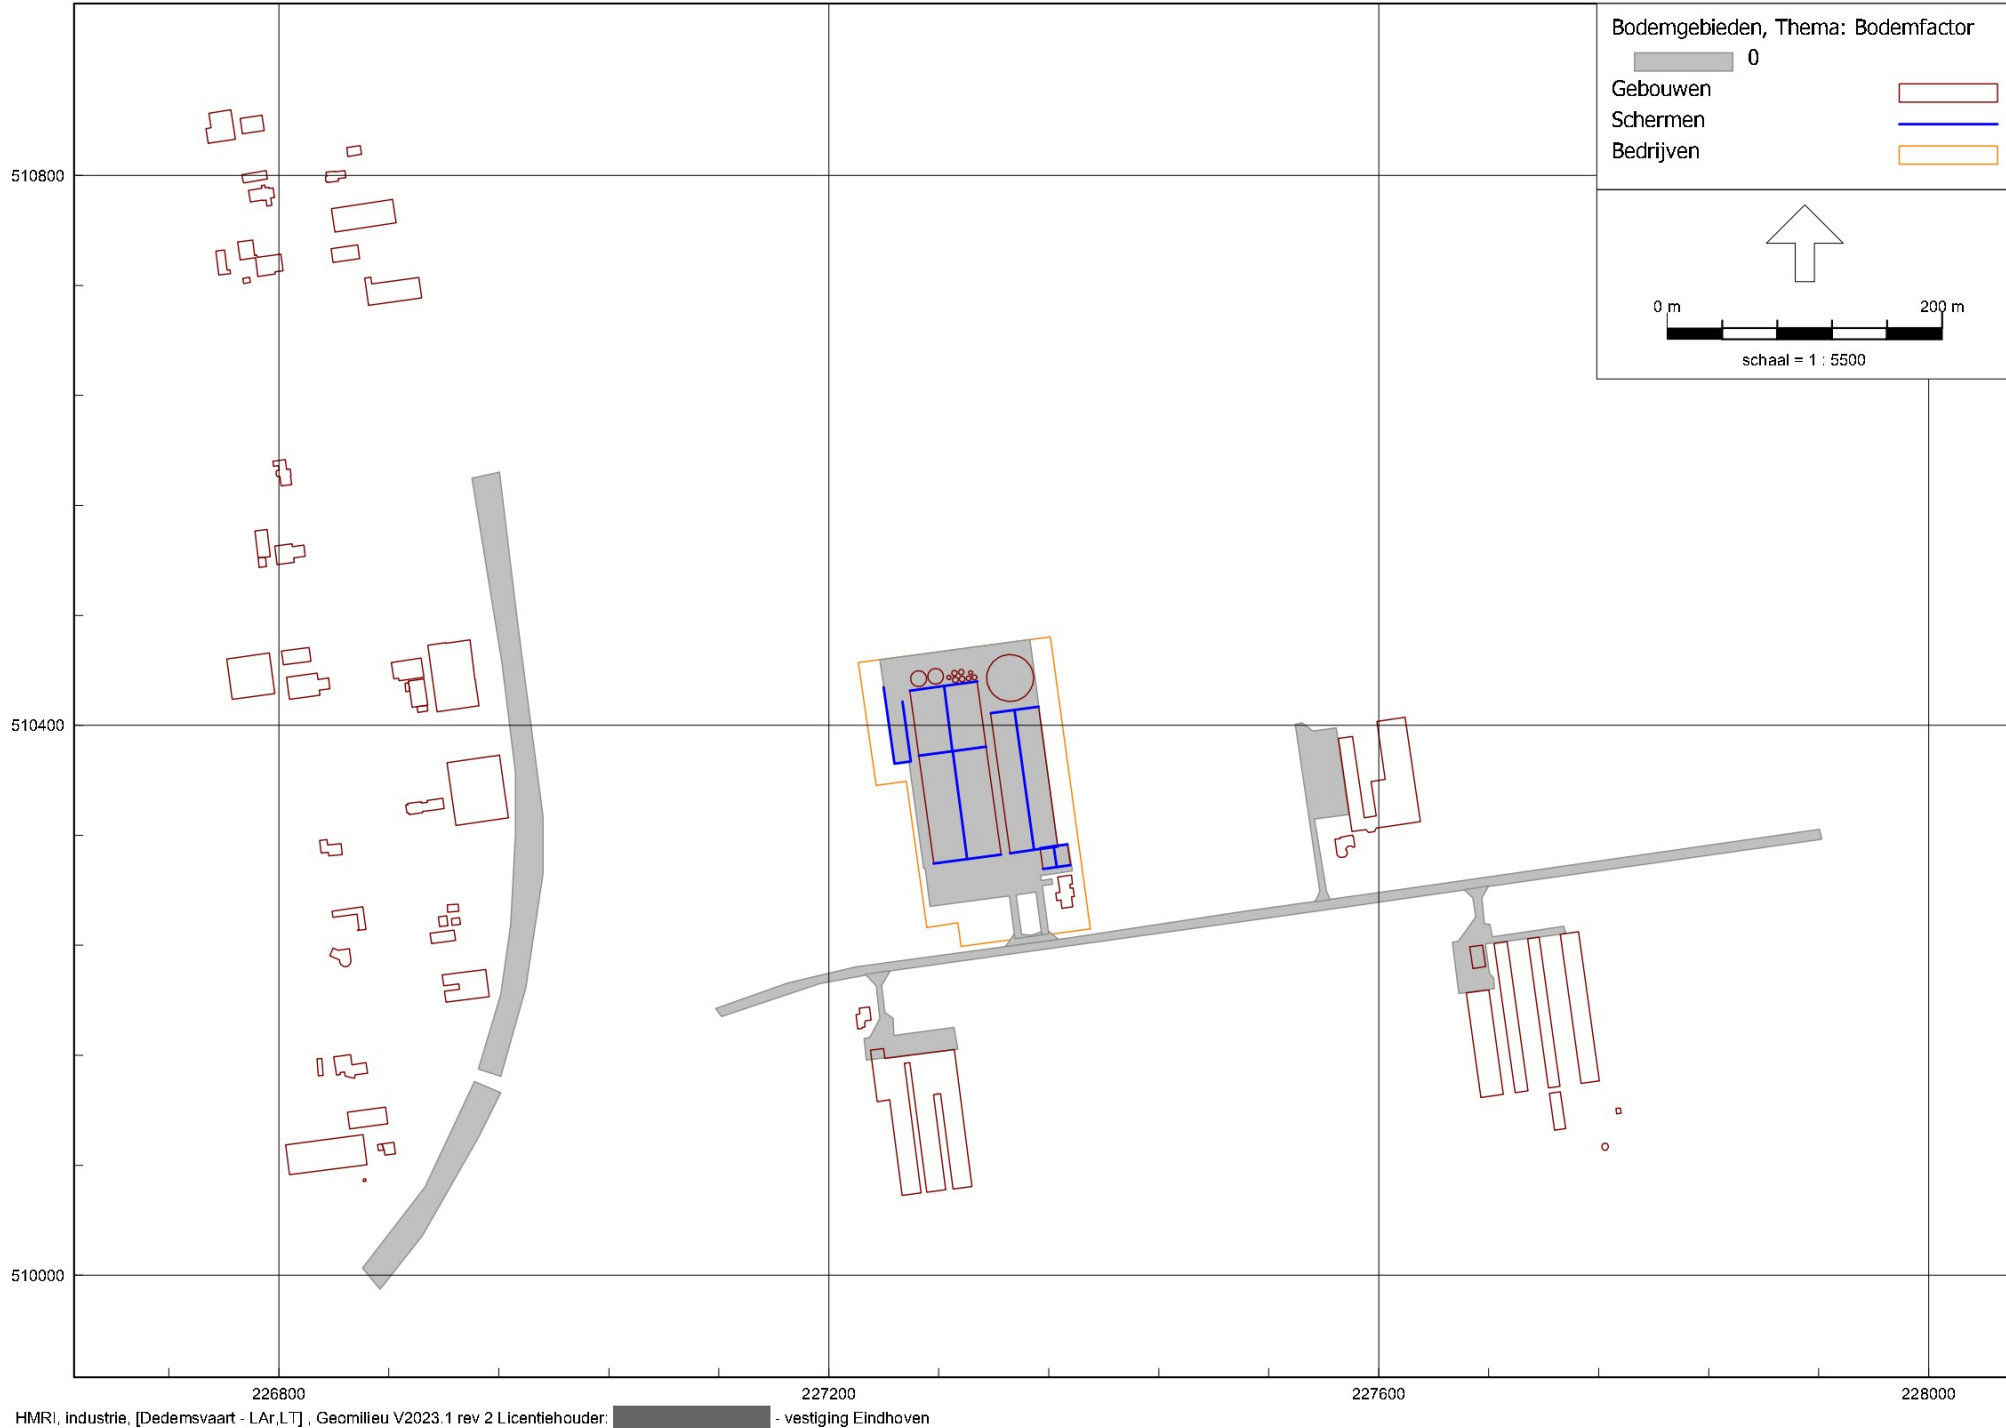 Bodemgebieden, Thema: Bodemfactor
0
Gebouwen
Schermen
Bedrijven
0 m 200 m
schaal = 1 : 5500
510800
510400
510000
226800 227200 227600 228000
HMRI, industrie, [Dedemsvaart - LAr,LT] , Geomilieu V2023.1 rev 2 Licentiehouder: - vestiging Eindhoven